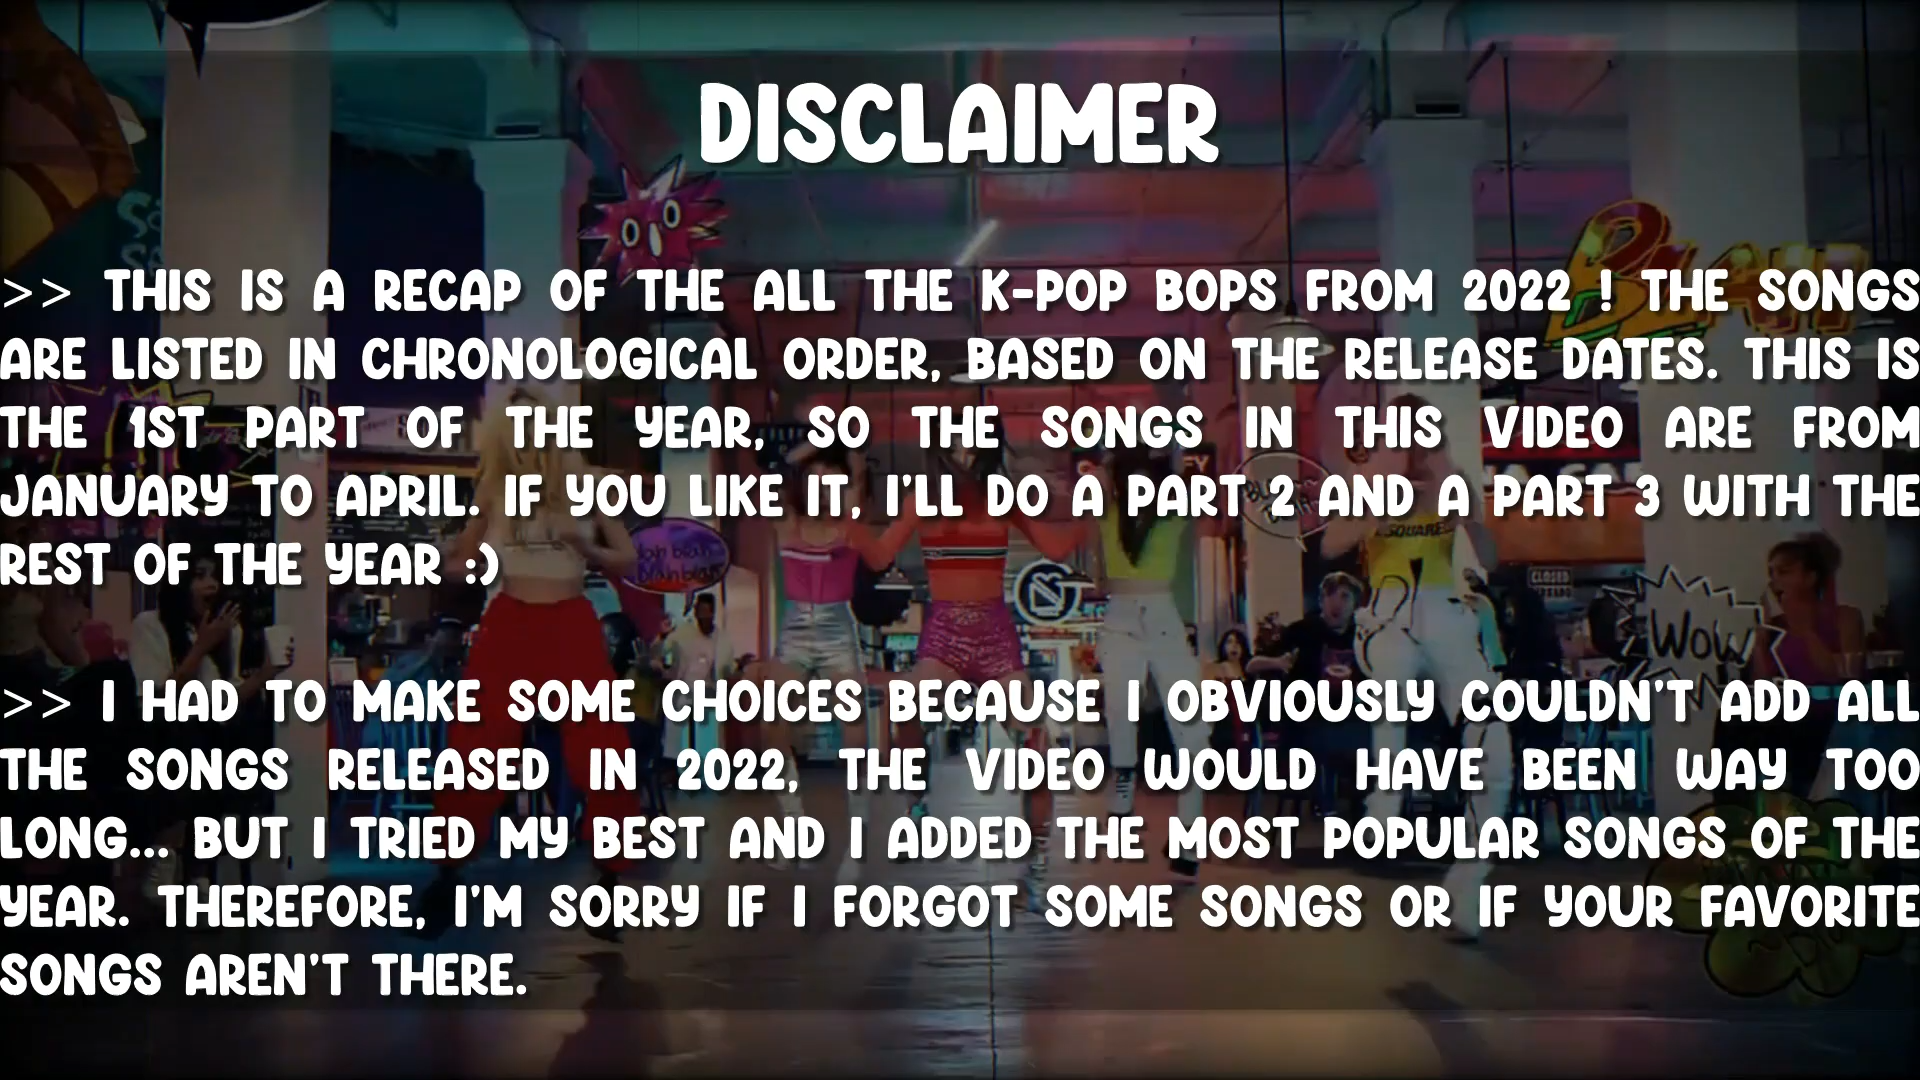 DISCLAIMER
>> THIS IS A RECAP OF THE ALL THE K-POP BOPS FROM 2022 ! THE SONGS
ARE LISTED IN CHRONOLOGICAL ORDER, BASED ON THE RELEASE DATES. THIS IS
THE 1ST PART OF THE YEAR, SO THE SONGS IN THIS VIDEO ARE FROM
JANUARY TO APRIL. IF YOU LIKE IT, I'LL DO A PART 2 AND A PART 3 WITH THE
REST OF THE YEAR :)
>> I HAD TO MAKE SOME CHOICES BECAUSE I OBVIOUSLY COULDN'T ADD ALL
THE SONGS RELEASED IN 2022, THE VIDEO WOULD HAVE BEEN WAY TOO
LONG... BUT I TRIED MY BEST AND I ADDED THE MOST POPULAR SONGS OF THE
YEAR. THEREFORE, I'M SORRY IF I FORGOT SOME SONGS OR IF YOUR FAVORITE
SONGS AREN'T THERE.
WOW
CLOSED